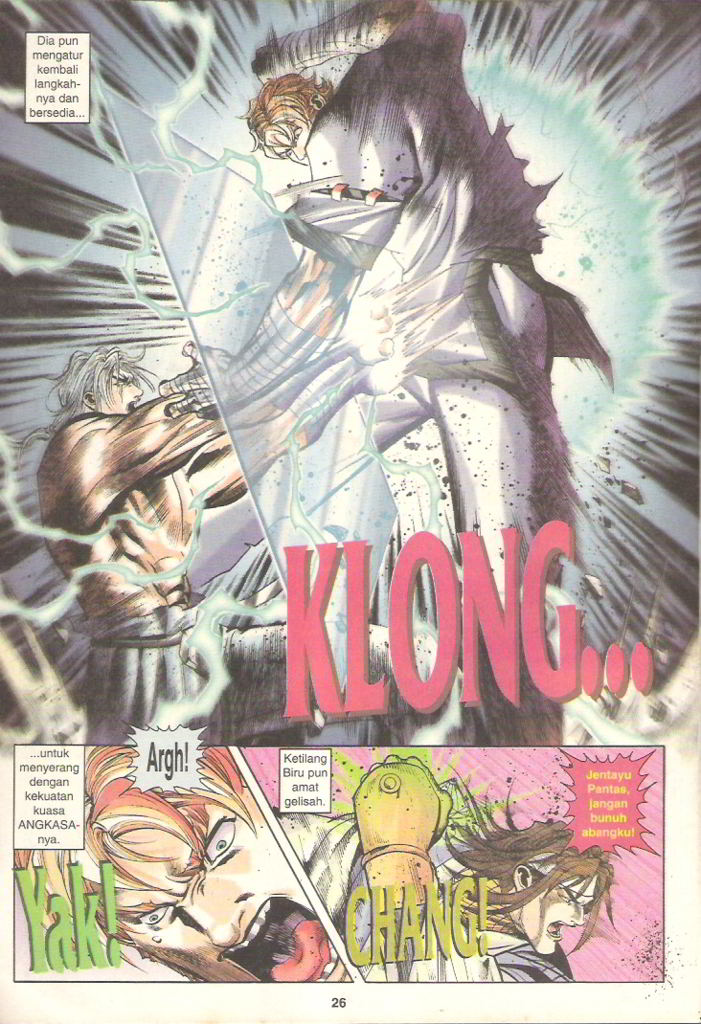 Dia pun
mengatur
kembali
langkah-
nya dan
bersedia...
KLONG...
...untuk
menyerang
dengan
kekuatan
kuasa
ANGKASA-
nya.
Argh!
Yak!
Ketilang
Biru pun
amat
gelisah.
Jentayu
Pantas,
jangan
bunuh
abangku!
CHANG!
26